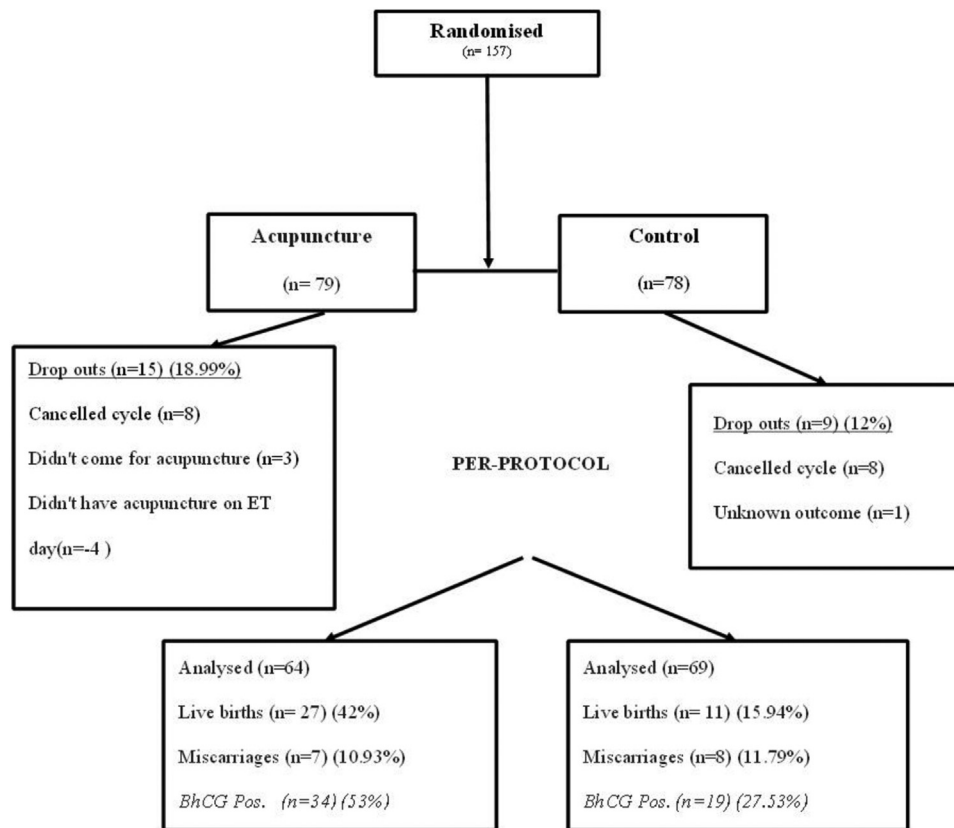 Randomised
(n= 157)
Acupuncture
(n= 79)
Control
(n=78)
Drop outs (n=15) (18.99%)
Cancelled cycle (n=8)
Didn't come for acupuncture (n=3)
Didn't have acupuncture on ET
day(n=-4 )
Drop outs (n=9) (12%)
Cancelled cycle (n=8)
Unknown outcome (n=1)
PER-PROTOCOL
Analysed (n=64)
Live births (n= 27) (42%)
Miscarriages (n=7) (10.93%)
BhCG Pos. (n=34) (53%)
Analysed (n=69)
Live births (n= 11) (15.94%)
Miscarriages (n=8) (11.79%)
BhCG Pos. (n=19) (27.53%)